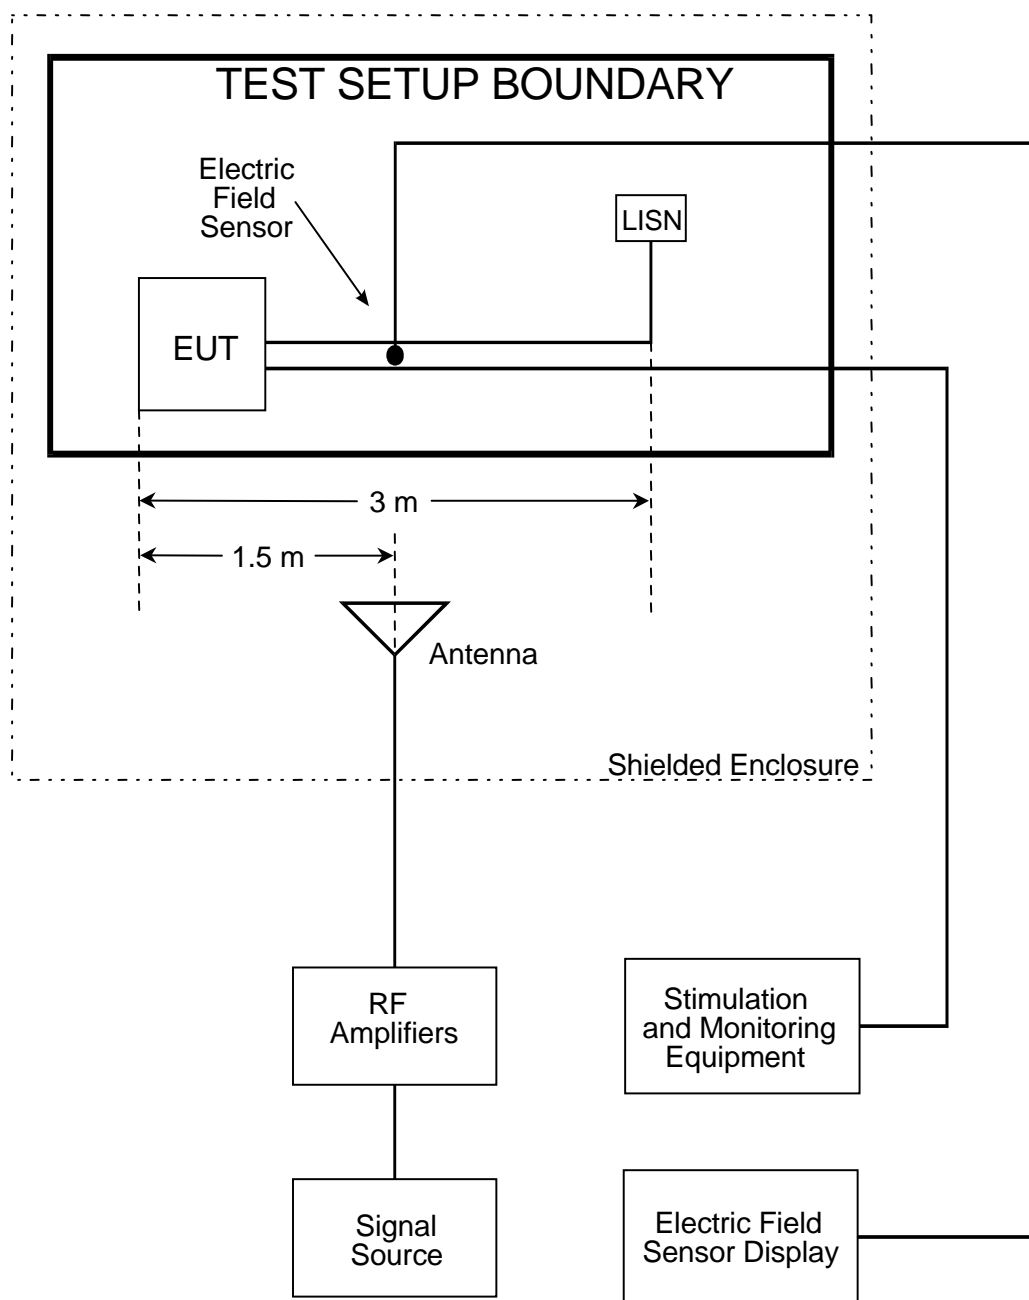 TEST SETUP BOUNDARY
Electric
Field
Sensor
LISN
EUT
3 m
1.5 m
Antenna
Shielded Enclosure
RF
Amplifiers
Stimulation
and Monitoring
Equipment
Signal
Source
Electric Field
Sensor Display